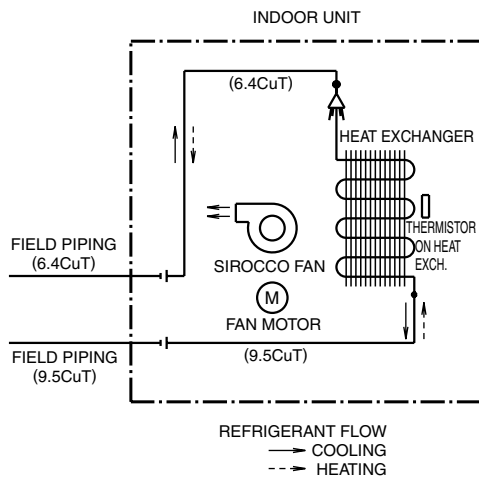 INDOOR UNIT
(6.4CuT)
HEAT EXCHANGER
THERMISTOR
ON HEAT
EXCH.
FIELD PIPING
(6.4CuT)
SIROCCO FAN
M
FAN MOTOR
FIELD PIPING
(9.5CuT)
(9.5CuT)
REFRIGERANT FLOW
COOLING
HEATING